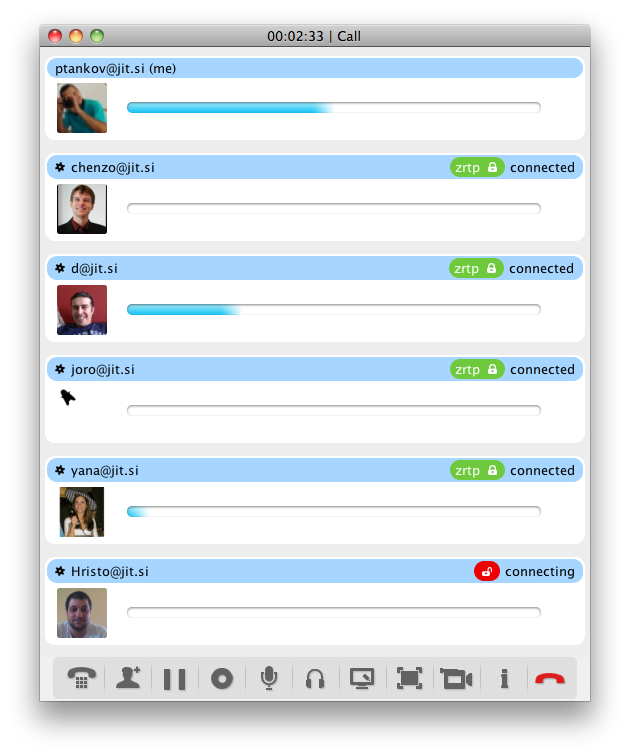 00:02:33 | Call
ptankov@jit.si (me)
chenzo@jit.si zrtp connected
d@jit.si zrtp connected
joro@jit.si zrtp connected
yana@jit.si zrtp connected
Hristo@jit.si connecting